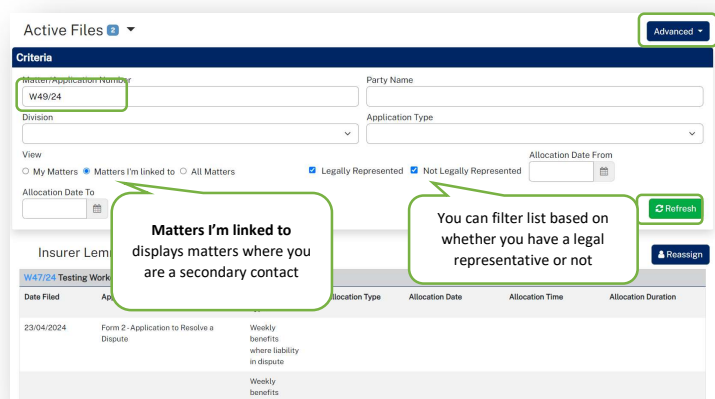 Active Files 2
Advanced
Criteria
Matter/Application Number
Party Name
W49/24
Division
Application Type
View
Allocation Date From
My Matters Matters I'm linked to All Matters
Legally Represented Not Legally Represented
Allocation Date To
Refresh
Matters I'm linked to
displays matters where you
are a secondary contact
You can filter list based on
whether you have a legal
representative or not
Insurer
Reassign
W47/24 Testing
Date Filed
Allocation Type
Allocation Date
Allocation Time
Allocation Duration
23/04/2024
Form 2 - Application to Resolve a
Dispute
Weekly
benefits
where liability
in dispute
Weekly
benefits